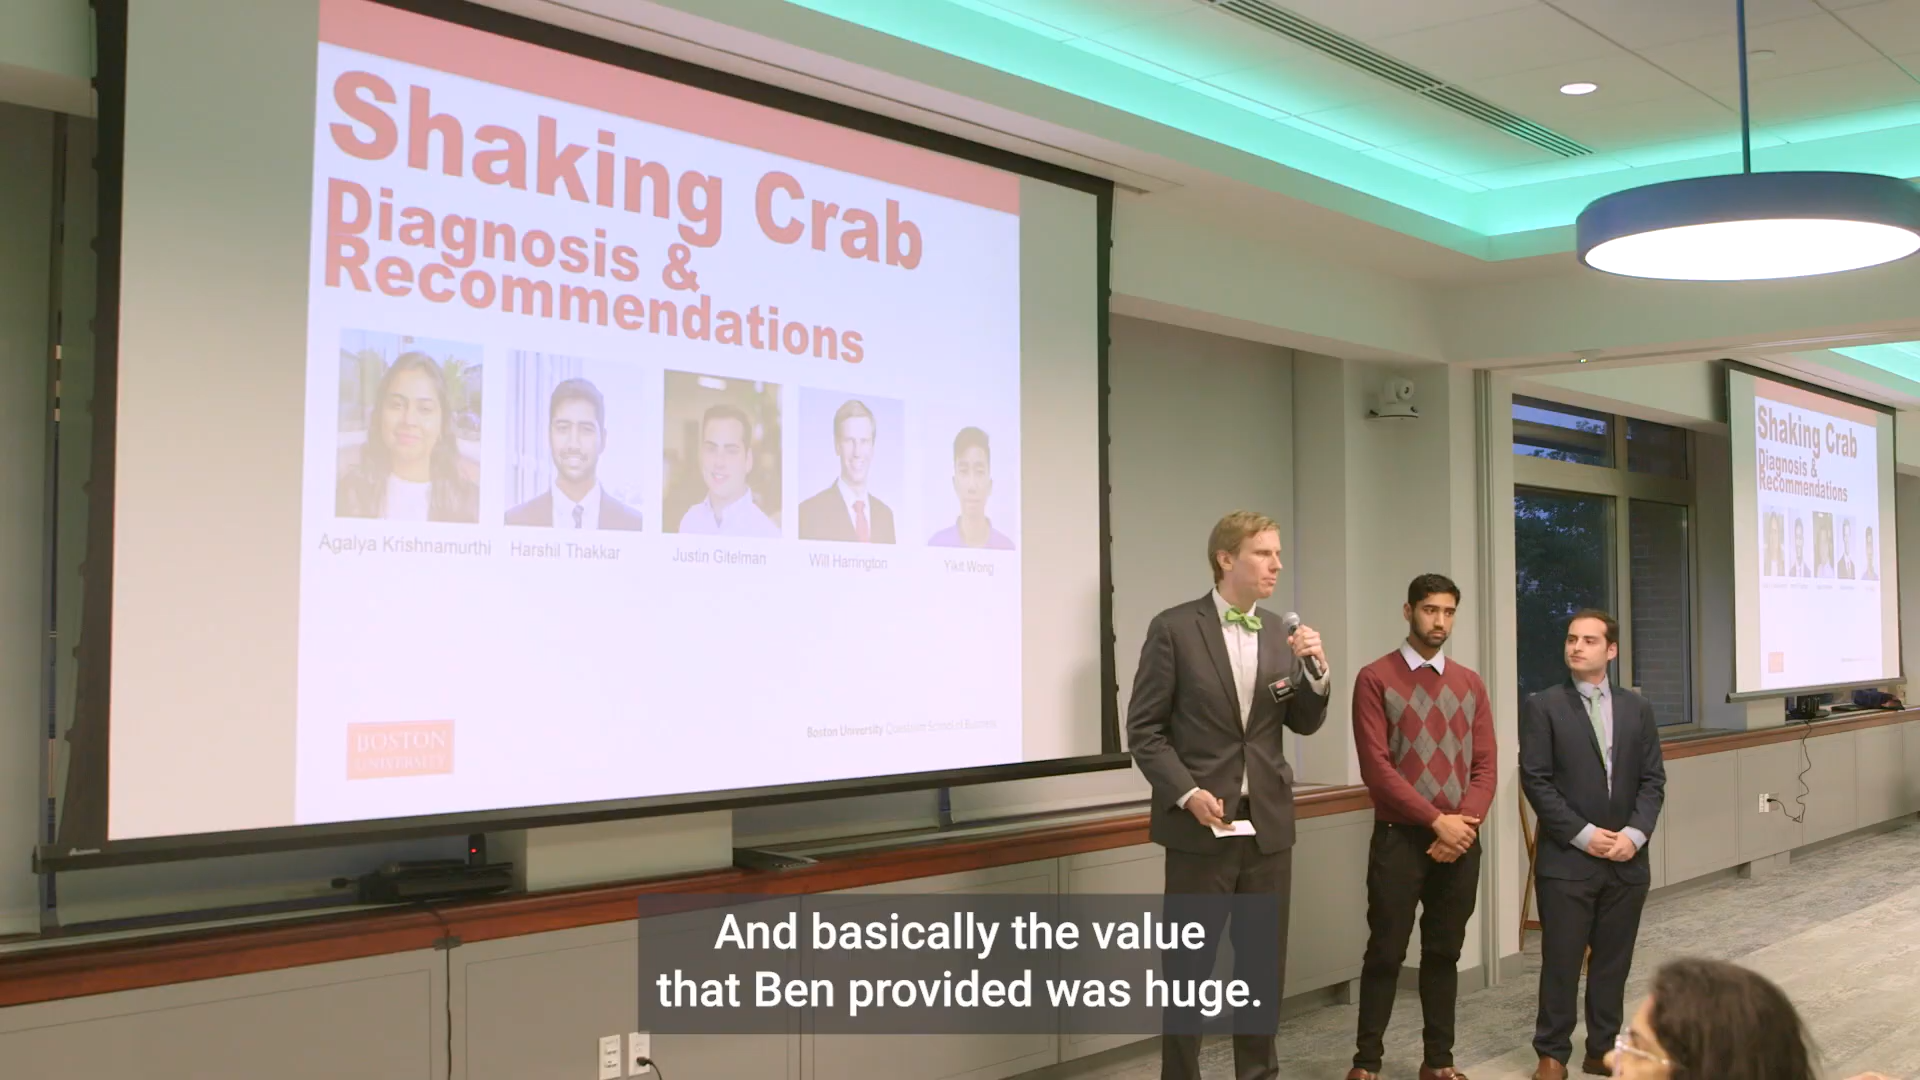 Shaking Crab
Diagnosis &
Recommendations
Agalya Krishnamurthi
Harshil Thakkar
Justin Gitelman
Will Harrington
Yikit Wong
BOSTON
UNIVERSITY
Boston University Questrom School of Business
Shaking Crab
Diagnosis &
Recommendations
And basically the value
that Ben provided was huge.